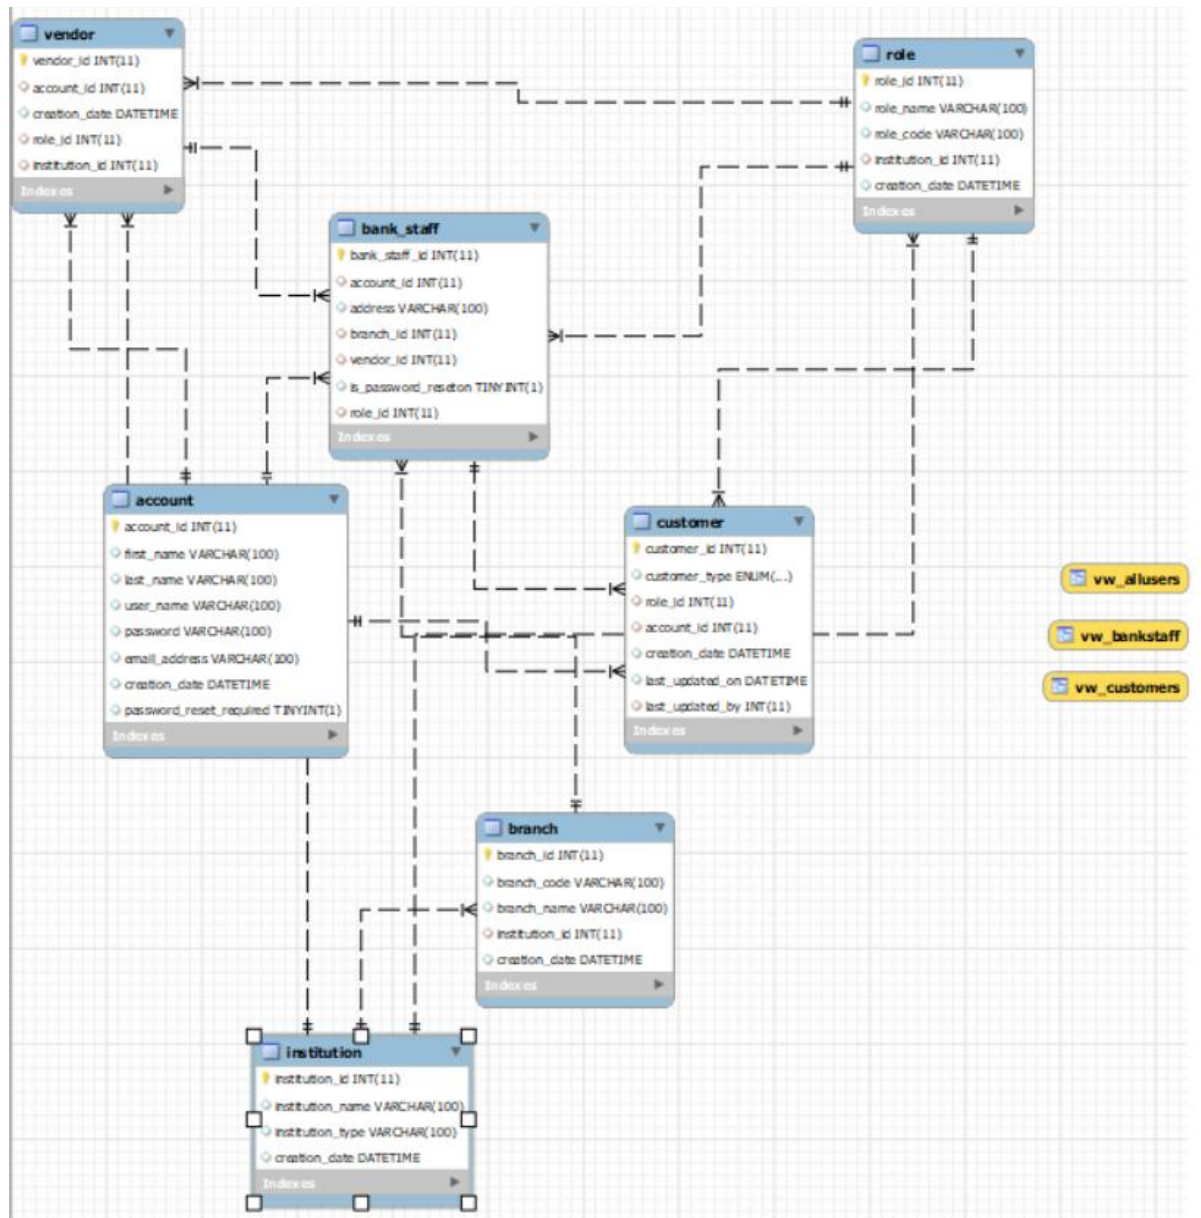 vendor
vendor_id INT(11)
account_id INT(11)
creation_date DATETIME
role_id INT(11)
institution_id INT(11)
Indexes
role
role_id INT(11)
role_name VARCHAR(100)
role_code VARCHAR(100)
institution_id INT(11)
creation_date DATETIME
Indexes
bank_staff
bank_staff_id INT(11)
account_id INT(11)
address VARCHAR(100)
branch_id INT(11)
vendor_id INT(11)
is_password_reseton TINYINT(1)
role_id INT(11)
Indexes
account
account_id INT(11)
first_name VARCHAR(100)
last_name VARCHAR(100)
user_name VARCHAR(100)
password VARCHAR(100)
email_address VARCHAR(100)
creation_date DATETIME
password_reset_required TINYINT(1)
Indexes
customer
customer_id INT(11)
customer_type ENUM(...)
role_id INT(11)
account_id INT(11)
creation_date DATETIME
last_updated_on DATETIME
last_updated_by INT(11)
Indexes
vw_allusers
vw_bankstaff
vw_customers
branch
branch_id INT(11)
branch_code VARCHAR(100)
branch_name VARCHAR(100)
institution_id INT(11)
creation_date DATETIME
Indexes
institution
institution_id INT(11)
institution_name VARCHAR(100)
institution_type VARCHAR(100)
creation_date DATETIME
Indexes